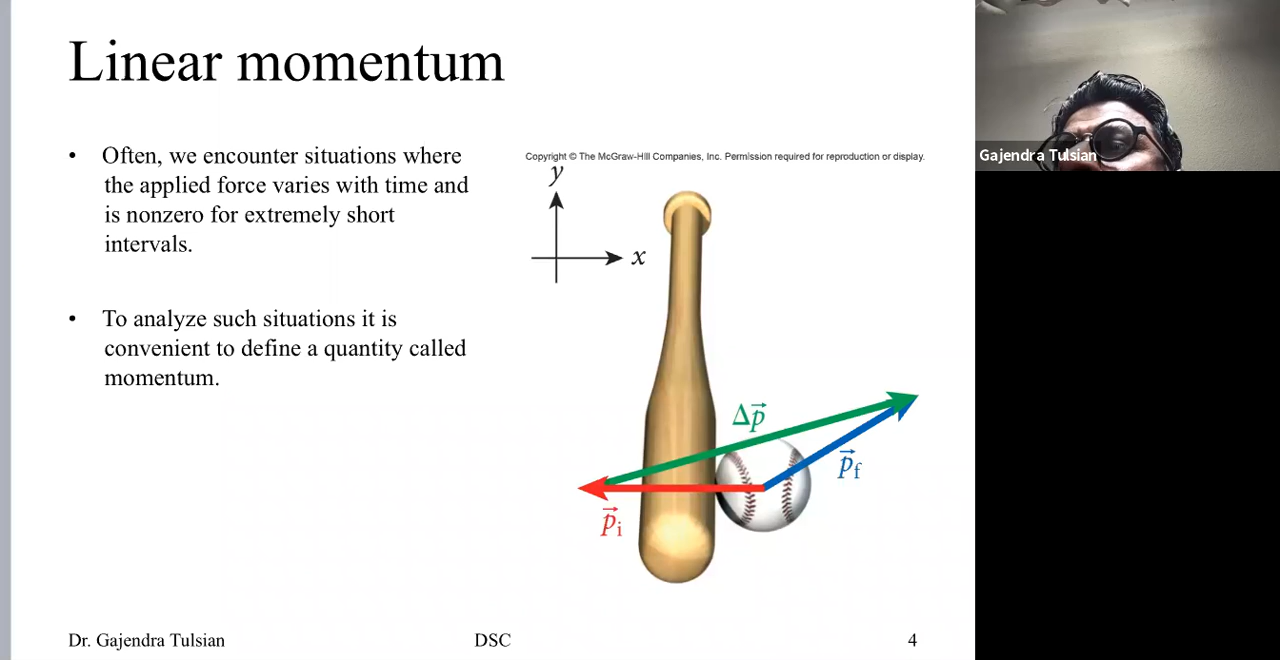 Linear momentum
• Often, we encounter situations where
the applied force varies with time and
is nonzero for extremely short
intervals.
• To analyze such situations it is
convenient to define a quantity called
momentum.
Copyright © The McGraw-Hill Companies, Inc. Permission required for reproduction or display.
y
x
Δp⃗
p⃗f
p⃗i
Dr. Gajendra Tulsian
DSC
4
Gajendra Tulsian